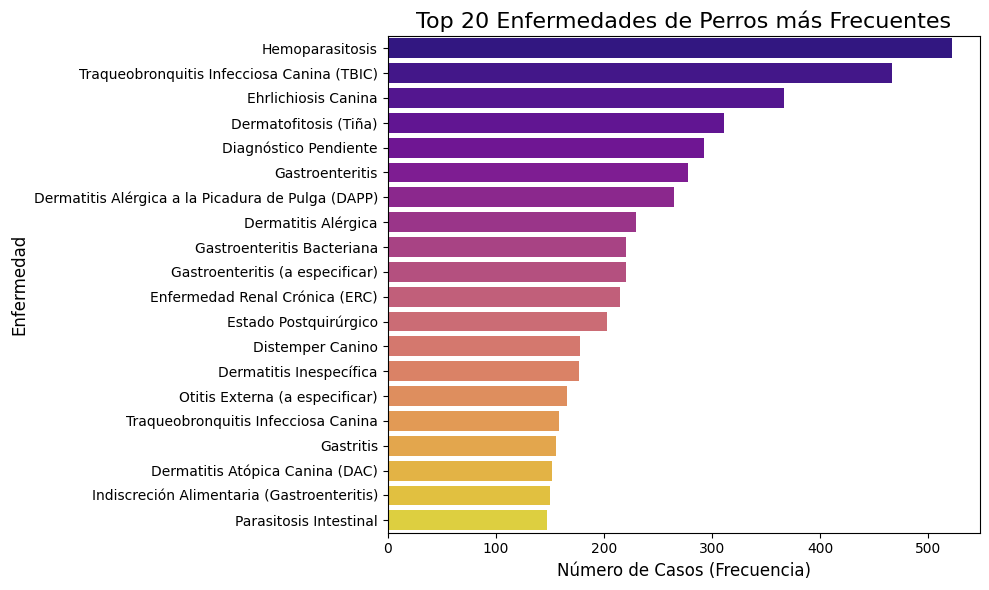 Top 20 Enfermedades de Perros más Frecuentes
Enfermedad
Hemoparasitosis
Traqueobronquitis Infecciosa Canina (TBIC)
Ehrlichiosis Canina
Dermatofitosis (Tiña)
Diagnóstico Pendiente
Gastroenteritis
Dermatitis Alérgica a la Picadura de Pulga (DAPP)
Dermatitis Alérgica
Gastroenteritis Bacteriana
Gastroenteritis (a especificar)
Enfermedad Renal Crónica (ERC)
Estado Postquirúrgico
Distemper Canino
Dermatitis Inespecífica
Otitis Externa (a especificar)
Traqueobronquitis Infecciosa Canina
Gastritis
Dermatitis Atópica Canina (DAC)
Indiscreción Alimentaria (Gastroenteritis)
Parasitosis Intestinal
0 100 200 300 400 500
Número de Casos (Frecuencia)